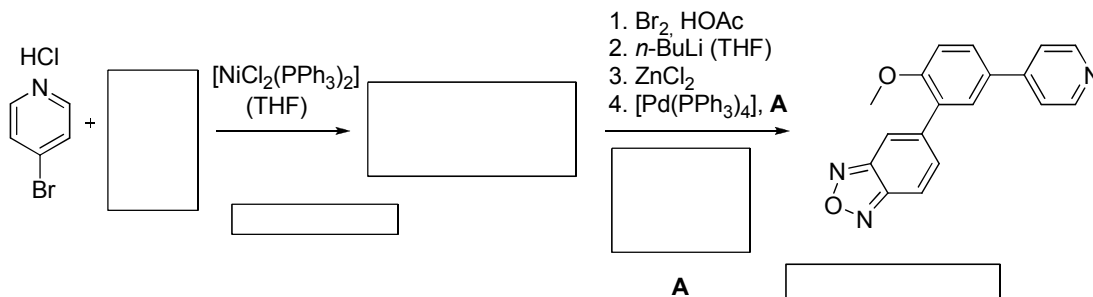 HCl
N
Br
+
[NiCl2(PPh3)2]
(THF)
1. Br2, HOAc
2. n-BuLi (THF)
3. ZnCl2
4. [Pd(PPh3)4], A
A
O
N
N
O
N